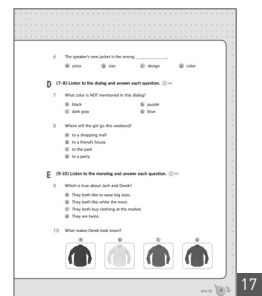 6 The speaker's new jacket is the wrong ____________.
ⓐ price ⓑ size ⓒ design ⓓ color
D [7-8] Listen to the dialog and answer each question.
7 What color is NOT mentioned in this dialog?
ⓐ black ⓑ purple
ⓒ dark gray ⓓ blue
8 Where will the girl go this weekend?
ⓐ to a shopping mall
ⓑ to a friend's house
ⓒ to the park
ⓓ to a party
E [9-10] Listen to the monolog and answer each question.
9 Which is true about Josh and Derek?
ⓐ They both like to wear big sizes.
ⓑ They both like white the most.
ⓒ They both buy clothing at the market.
ⓓ They are twins.
10 What makes Derek look smart?
ⓐ ⓑ ⓒ ⓓ
17